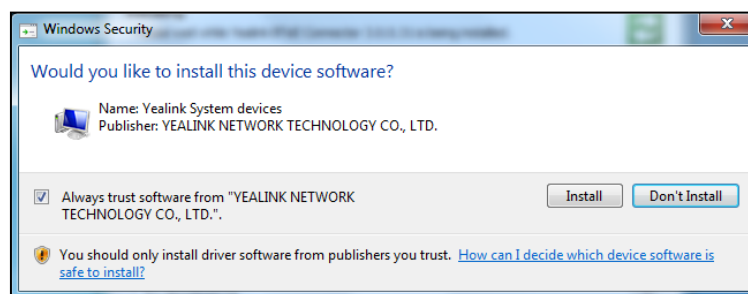 Windows Security
Would you like to install this device software?
Name: Yealink System devices
Publisher: YEALINK NETWORK TECHNOLOGY CO., LTD.
Always trust software from "YEALINK NETWORK
TECHNOLOGY CO., LTD.".
Install
Don't Install
You should only install driver software from publishers you trust. How can I decide which device software is
safe to install?